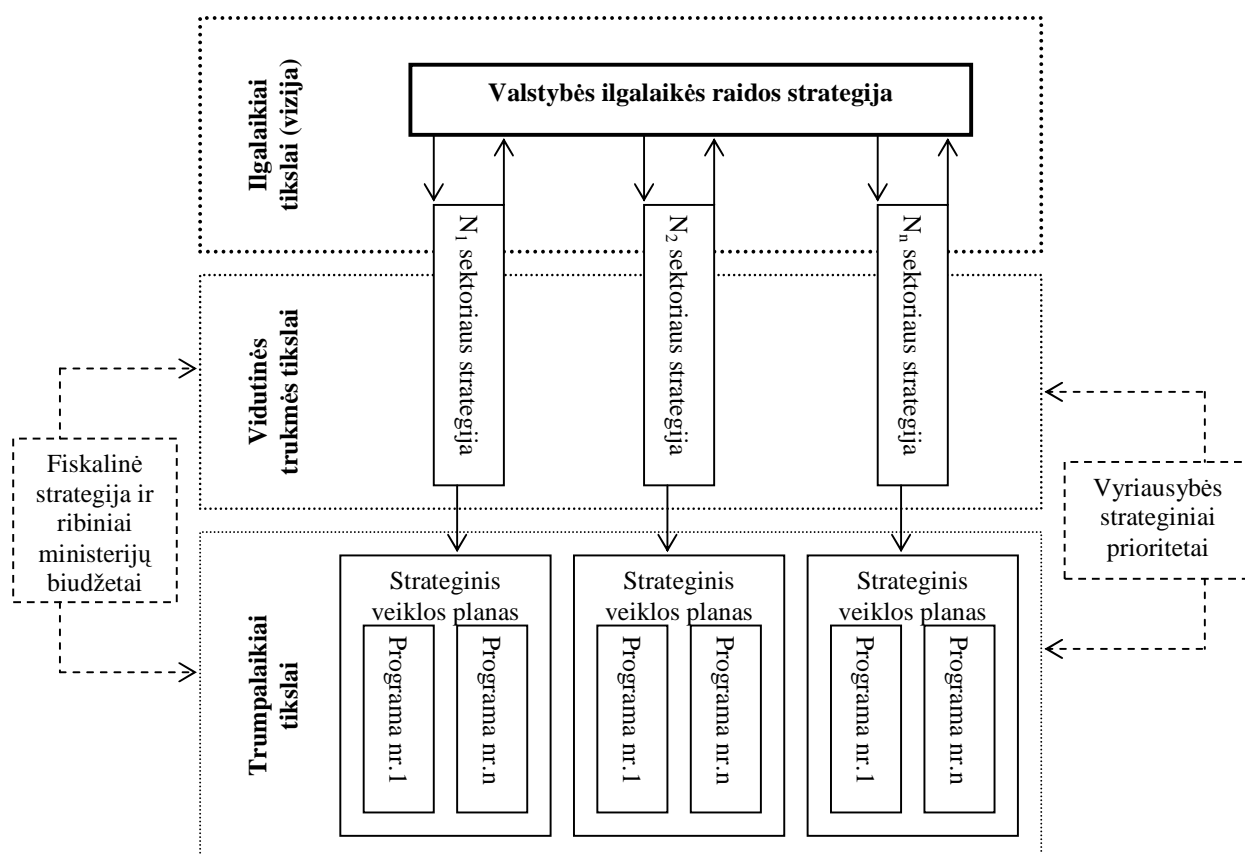 Ilgalaikiai
tikslai (vizija)
Valstybės ilgalaikės raidos strategija
N₁ sektoriaus strategija
N₂ sektoriaus strategija
Nₙ sektoriaus strategija
Vidutinės
trukmės tikslai
Fiskalinė
strategija ir
ribiniai
ministerijų
biudžetai
Vyriausybės
strateginiai
prioritetai
Trumpalaikiai
tikslai
Strateginis
veiklos planas
Programa nr.1
Programa nr.n
Strateginis
veiklos planas
Programa nr.1
Programa nr.n
Strateginis
veiklos planas
Programa nr.1
Programa nr.n